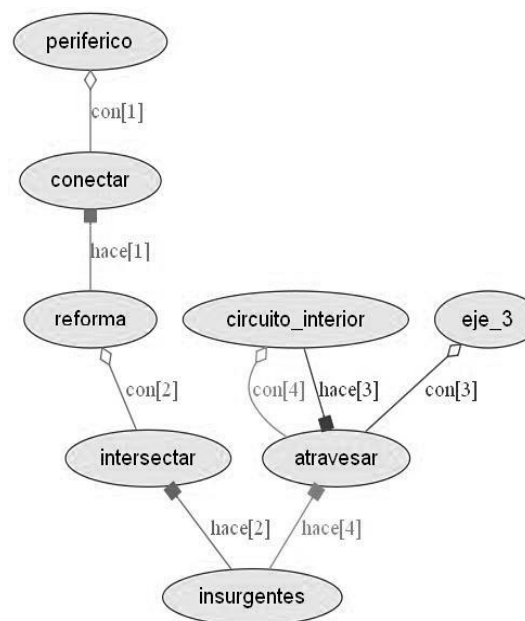 periferico
con[1]
conectar
hace[1]
reforma
circuito_interior
eje_3
con[2]
con[4]
hace[3]
con[3]
intersectar
atravesar
hace[2]
hace[4]
insurgentes